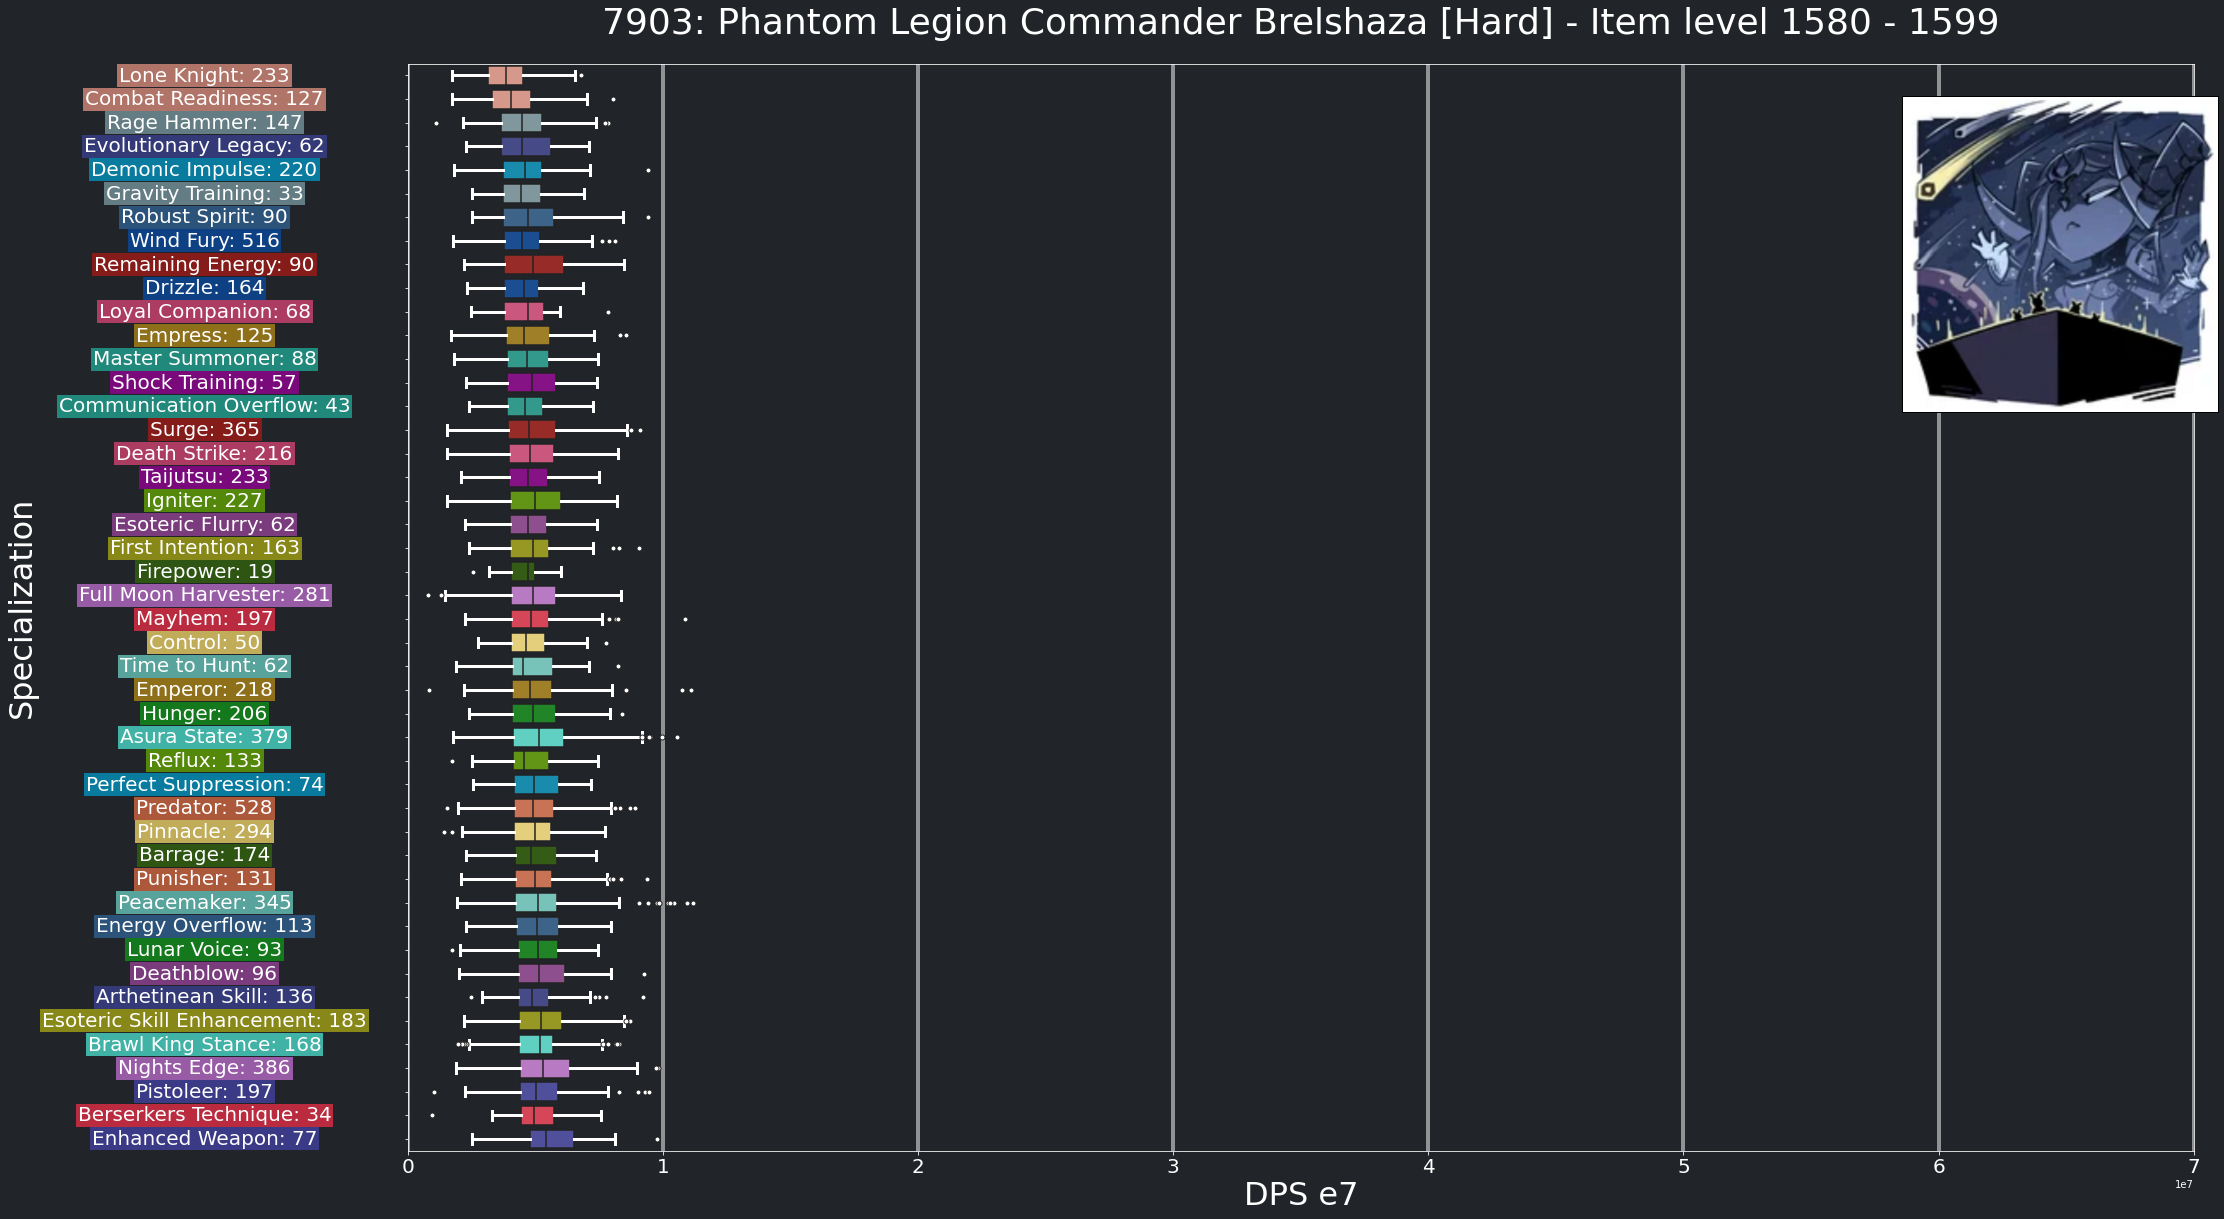 7903: Phantom Legion Commander Brelshaza [Hard] - Item level 1580 - 1599
Specialization
Lone Knight: 233
Combat Readiness: 127
Rage Hammer: 147
Evolutionary Legacy: 62
Demonic Impulse: 220
Gravity Training: 33
Robust Spirit: 90
Wind Fury: 516
Remaining Energy: 90
Drizzle: 164
Loyal Companion: 68
Empress: 125
Master Summoner: 88
Shock Training: 57
Communication Overflow: 43
Surge: 365
Death Strike: 216
Taijutsu: 233
Igniter: 227
Esoteric Flurry: 62
First Intention: 163
Firepower: 19
Full Moon Harvester: 281
Mayhem: 197
Control: 50
Time to Hunt: 62
Emperor: 218
Hunger: 206
Asura State: 379
Reflux: 133
Perfect Suppression: 74
Predator: 528
Pinnacle: 294
Barrage: 174
Punisher: 131
Peacemaker: 345
Energy Overflow: 113
Lunar Voice: 93
Deathblow: 96
Arthetinean Skill: 136
Esoteric Skill Enhancement: 183
Brawl King Stance: 168
Nights Edge: 386
Pistoleer: 197
Berserkers Technique: 34
Enhanced Weapon: 77
0 1 2 3 4 5 6 7
1e7
DPS e7